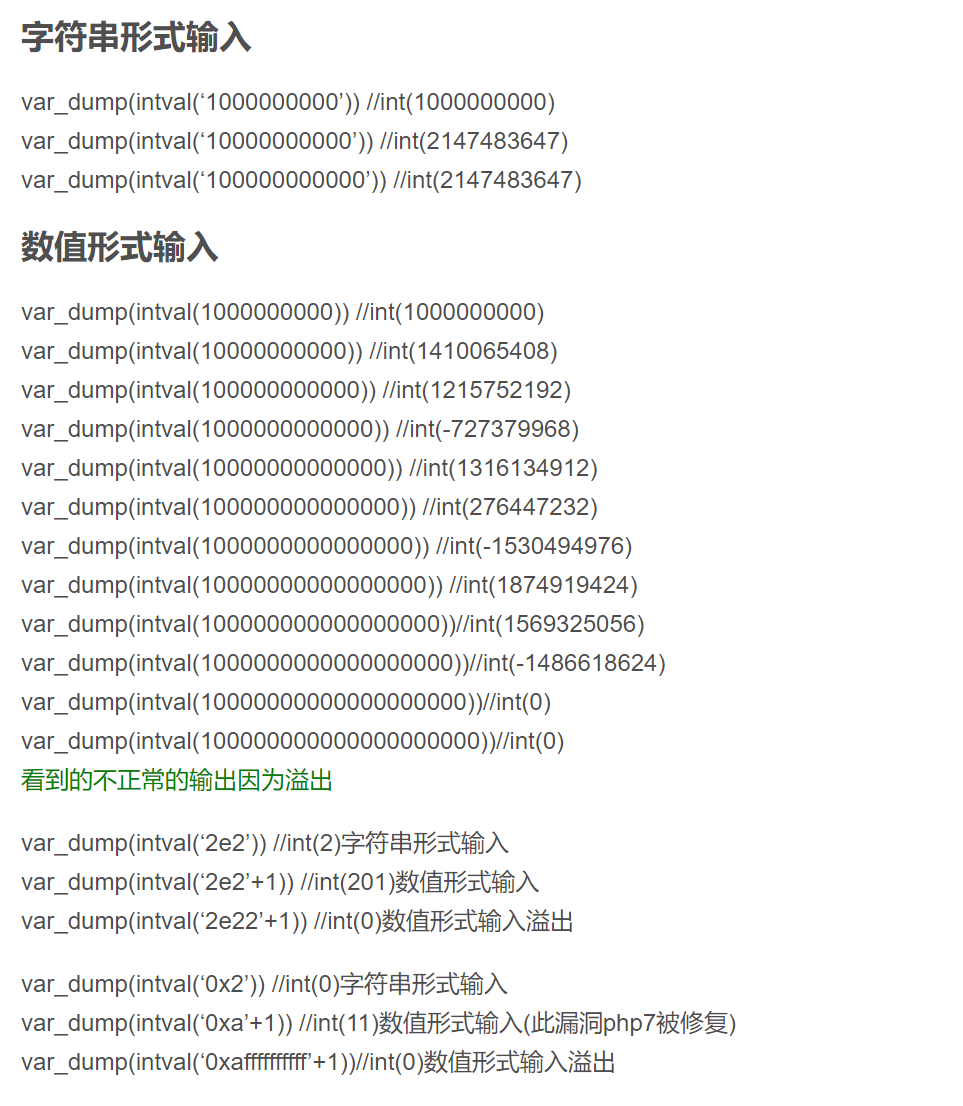 字符串形式输入
var_dump(intval(‘1000000000’)) //int(1000000000)
var_dump(intval(‘10000000000’)) //int(2147483647)
var_dump(intval(‘100000000000’)) //int(2147483647)
数值形式输入
var_dump(intval(1000000000)) //int(1000000000)
var_dump(intval(10000000000)) //int(1410065408)
var_dump(intval(100000000000)) //int(1215752192)
var_dump(intval(1000000000000)) //int(-727379968)
var_dump(intval(10000000000000)) //int(1316134912)
var_dump(intval(100000000000000)) //int(276447232)
var_dump(intval(1000000000000000)) //int(-1530494976)
var_dump(intval(10000000000000000)) //int(1874919424)
var_dump(intval(100000000000000000))//int(1569325056)
var_dump(intval(1000000000000000000))//int(-1486618624)
var_dump(intval(10000000000000000000))//int(0)
var_dump(intval(100000000000000000000))//int(0)
看到的不正常的输出因为溢出
var_dump(intval(‘2e2’)) //int(2)字符串形式输入
var_dump(intval(‘2e2’+1)) //int(201)数值形式输入
var_dump(intval(‘2e22’+1)) //int(0)数值形式输入溢出
var_dump(intval(‘0x2’)) //int(0)字符串形式输入
var_dump(intval(‘0xa’+1)) //int(11)数值形式输入(此漏洞php7被修复)
var_dump(intval(‘0xaffffffffff’+1))//int(0)数值形式输入溢出